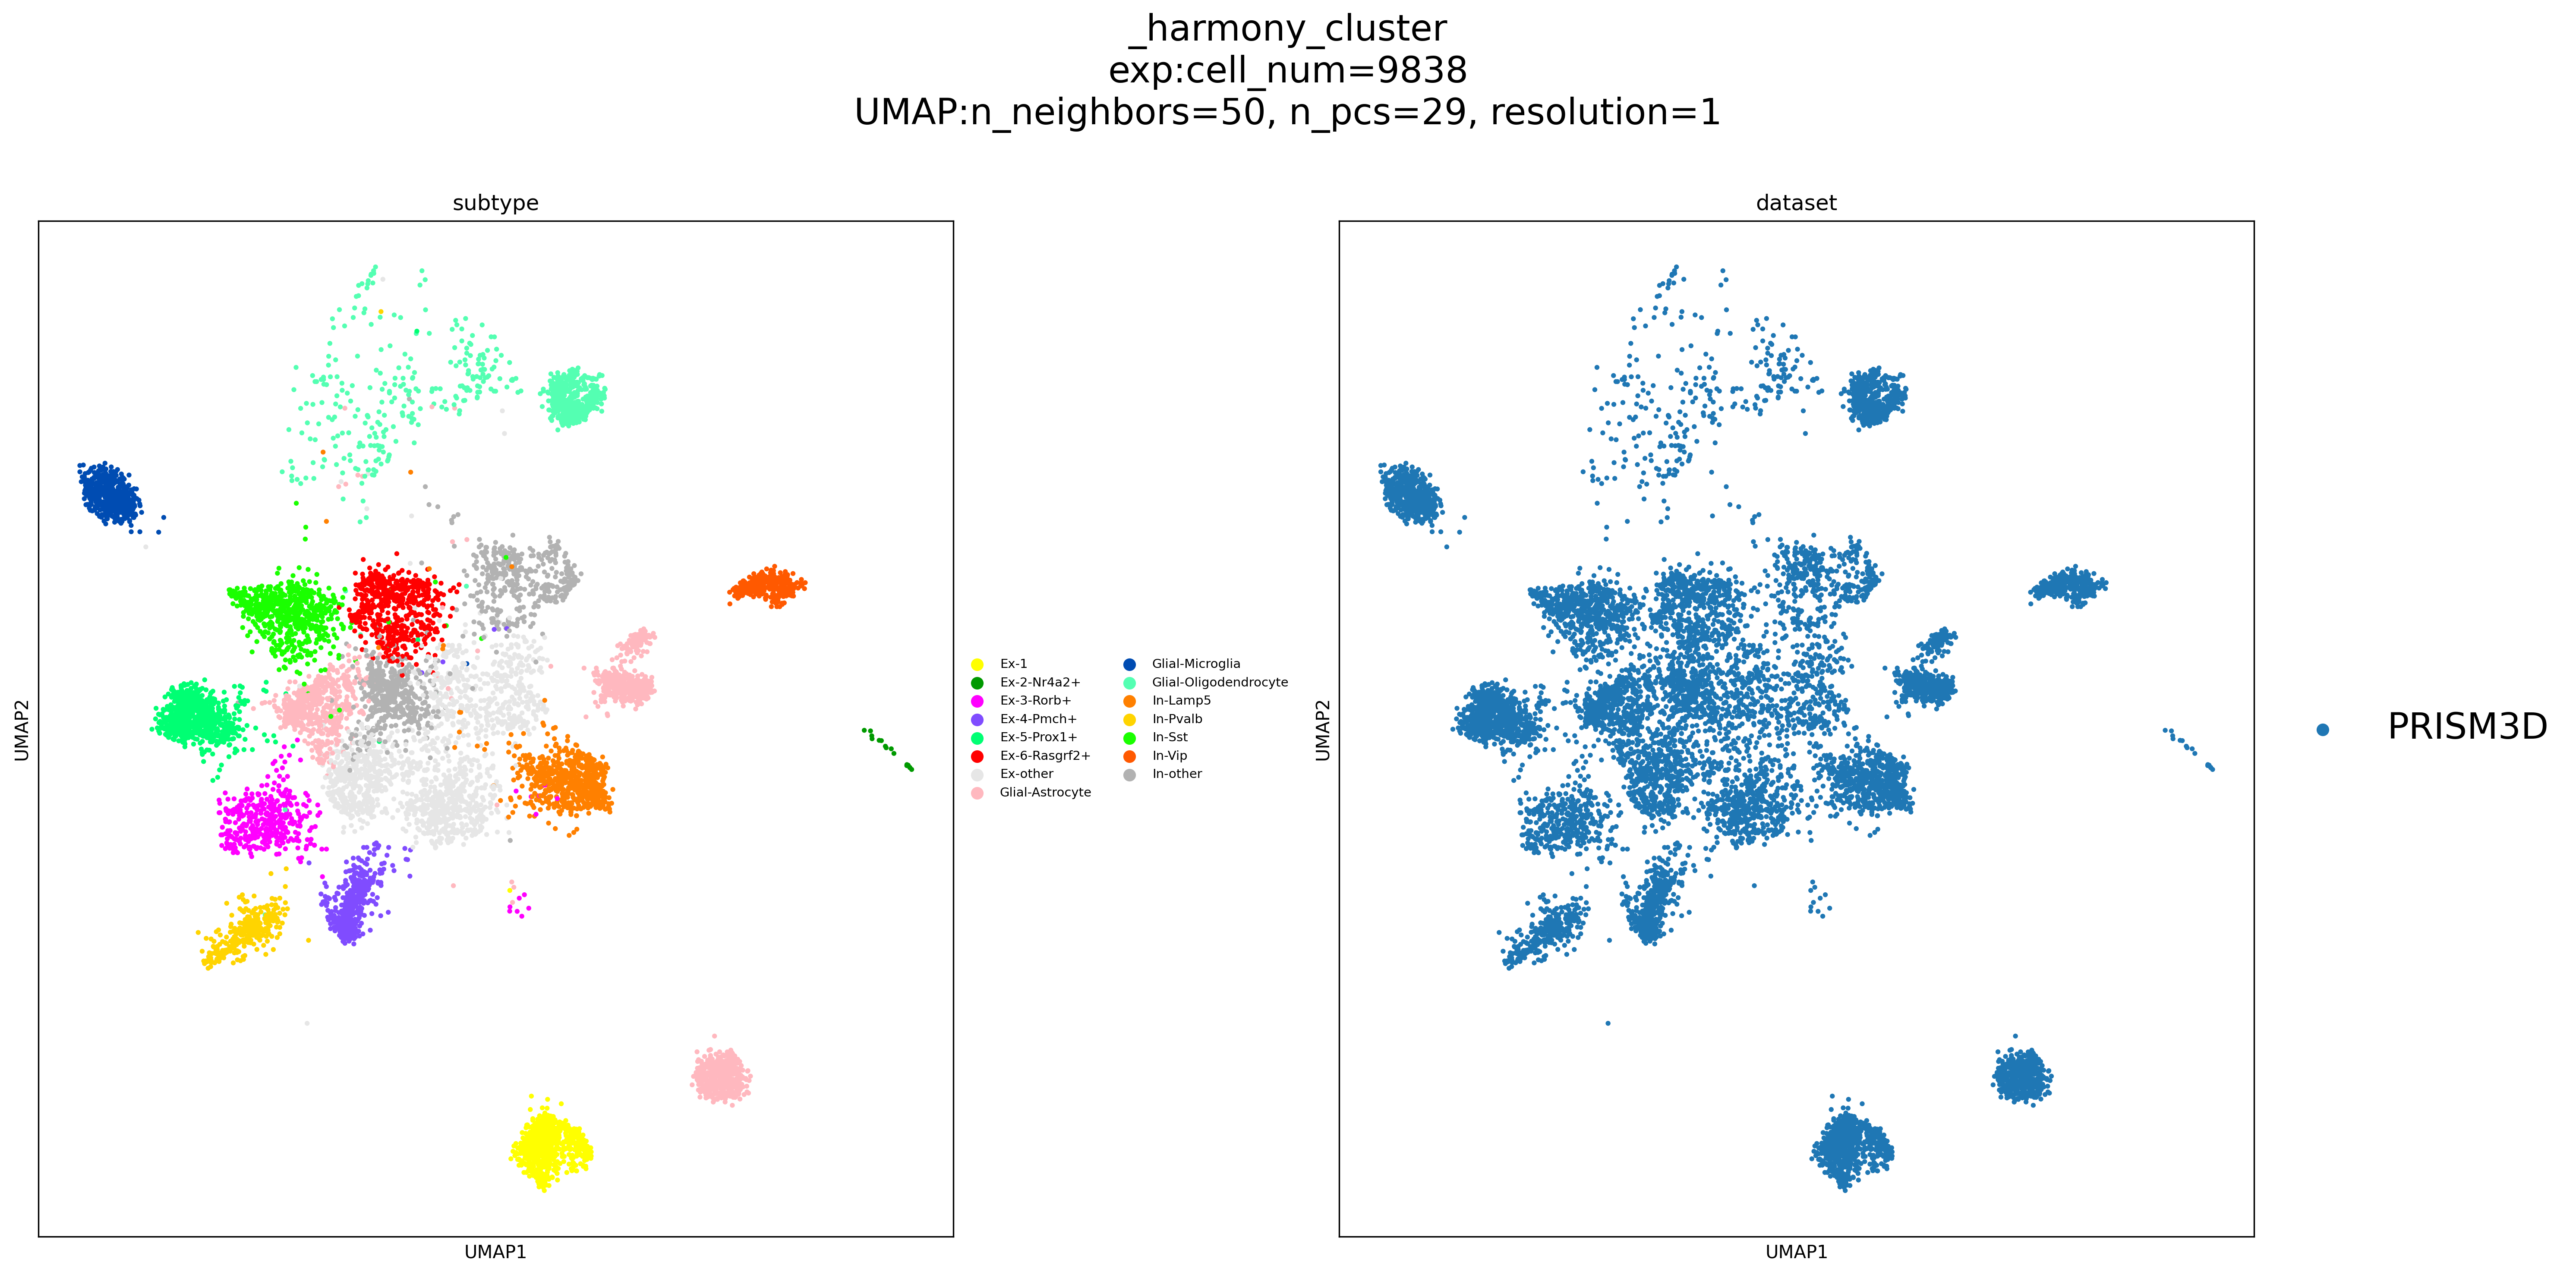 _harmony_cluster
exp:cell_num=9838
UMAP:n_neighbors=50, n_pcs=29, resolution=1
subtype
UMAP2
UMAP1
Ex-1
Ex-2-Nr4a2+
Ex-3-Rorb+
Ex-4-Pmch+
Ex-5-Prox1+
Ex-6-Rasgrf2+
Ex-other
Glial-Astrocyte
Glial-Microglia
Glial-Oligodendrocyte
In-Lamp5
In-Pvalb
In-Sst
In-Vip
In-other
dataset
UMAP2
UMAP1
PRISM3D